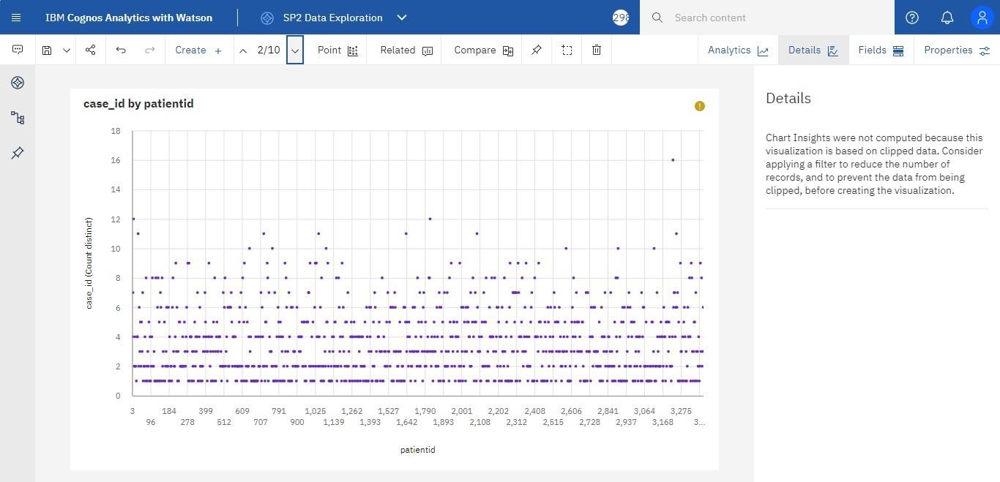 IBM Cognos Analytics with Watson
SP2 Data Exploration
298
Search content
Create +
2/10
Point
Related
Compare
Analytics
Details
Fields
Properties
case_id by patientid
!
18
16
14
12
10
8
6
4
2
0
case_id (Count distinct)
3 184 399 609 791 1,025 1,262 1,527 1,790 2,001 2,202 2,408 2,606 2,841 3,064 3,275
96 278 512 707 900 1,139 1,393 1,642 1,893 2,108 2,312 2,515 2,728 2,937 3,168 3...
patientid
Details
Chart Insights were not computed because this
visualization is based on clipped data. Consider
applying a filter to reduce the number of
records, and to prevent the data from being
clipped, before creating the visualization.